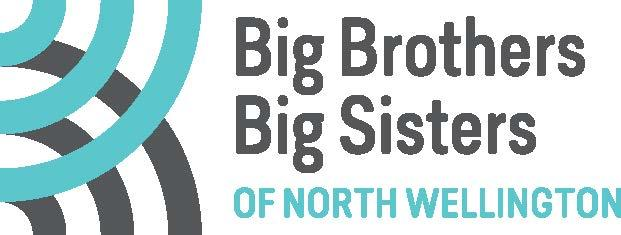 Big Brothers
Big Sisters
OF NORTH WELLINGTON